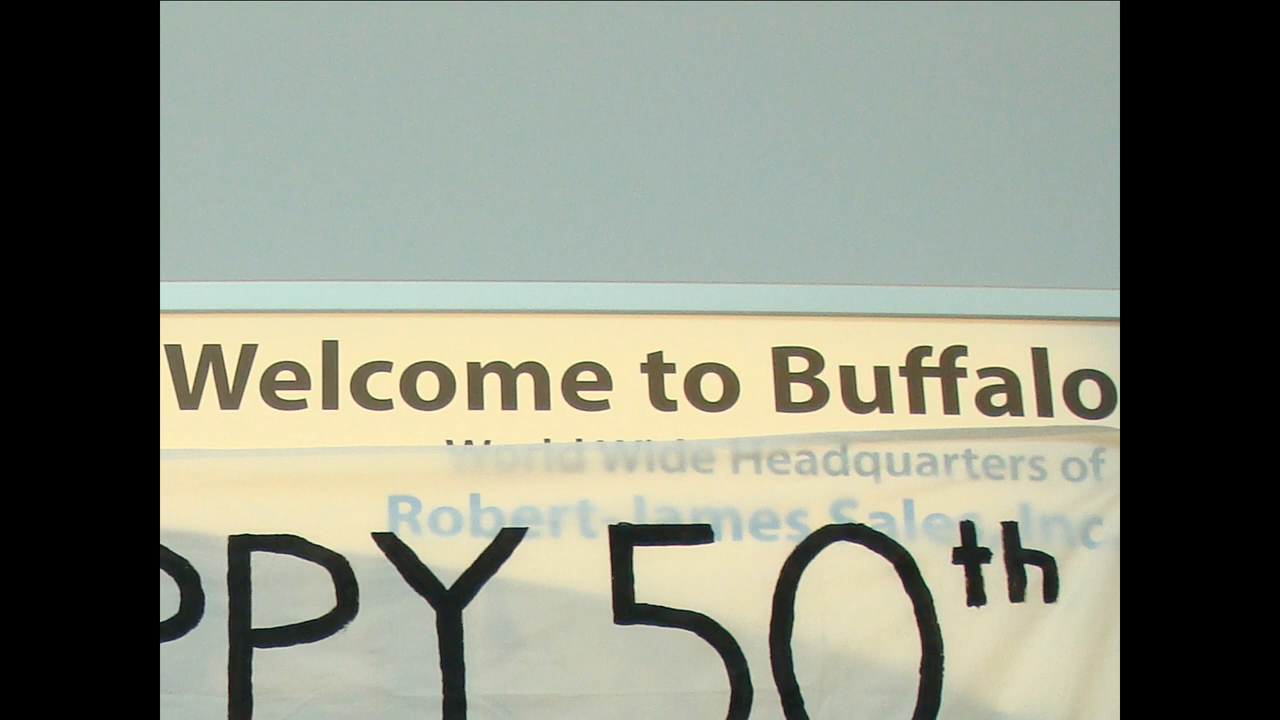 Welcome to Buffalo
World Wide Headquarters of
Robert-James Sales, Inc.
PPY 50th